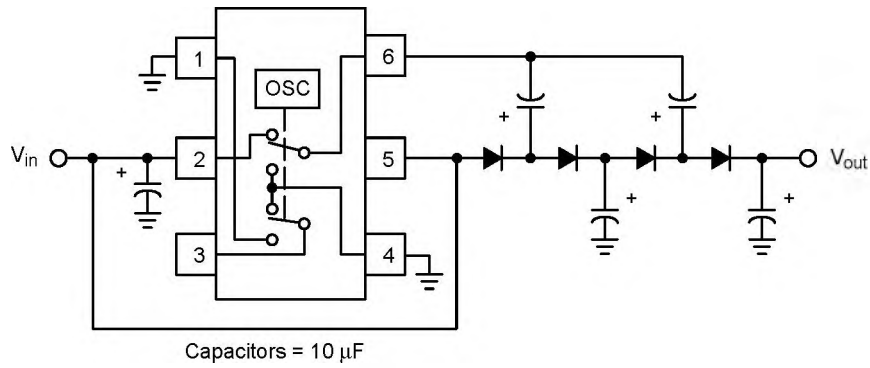 1
6
OSC
+
+
V_in
2
5
V_out
+
+
+
3
4
Capacitors = 10 µF